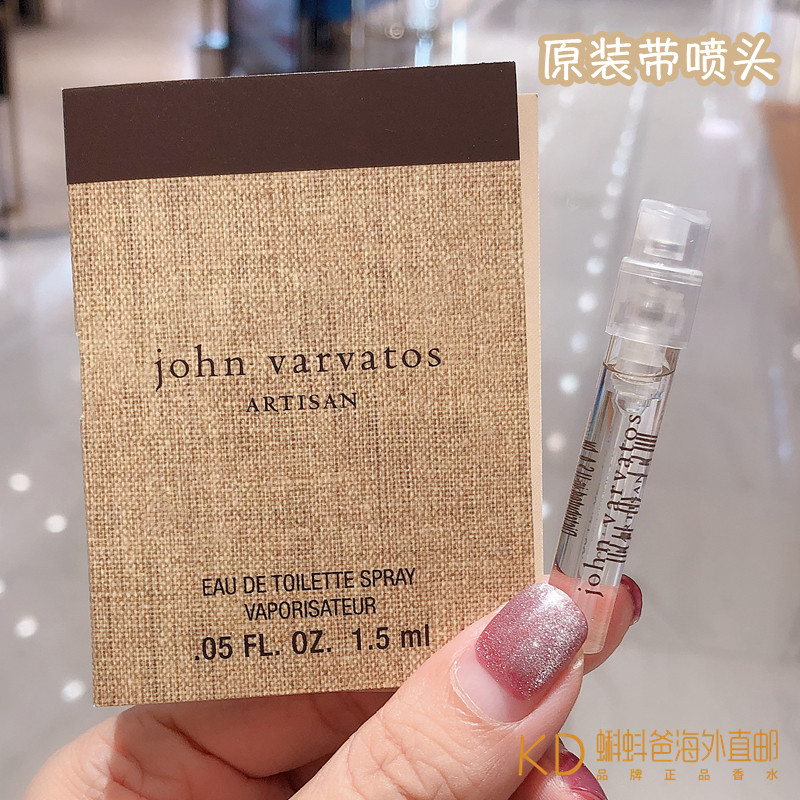 原装带喷头
john varvatos
ARTISAN
EAU DE TOILETTE SPRAY
VAPORISATEUR
.05 FL. OZ. 1.5 ml
john varvatos
KD 蝌蚪爸海外直邮
品牌正品香水